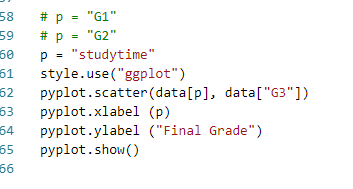 58 # p = "G1"
59 # p = "G2"
60 p = "studytime"
61 style.use("ggplot")
62 pyplot.scatter(data[p], data["G3"])
63 pyplot.xlabel (p)
64 pyplot.ylabel ("Final Grade")
65 pyplot.show()
66